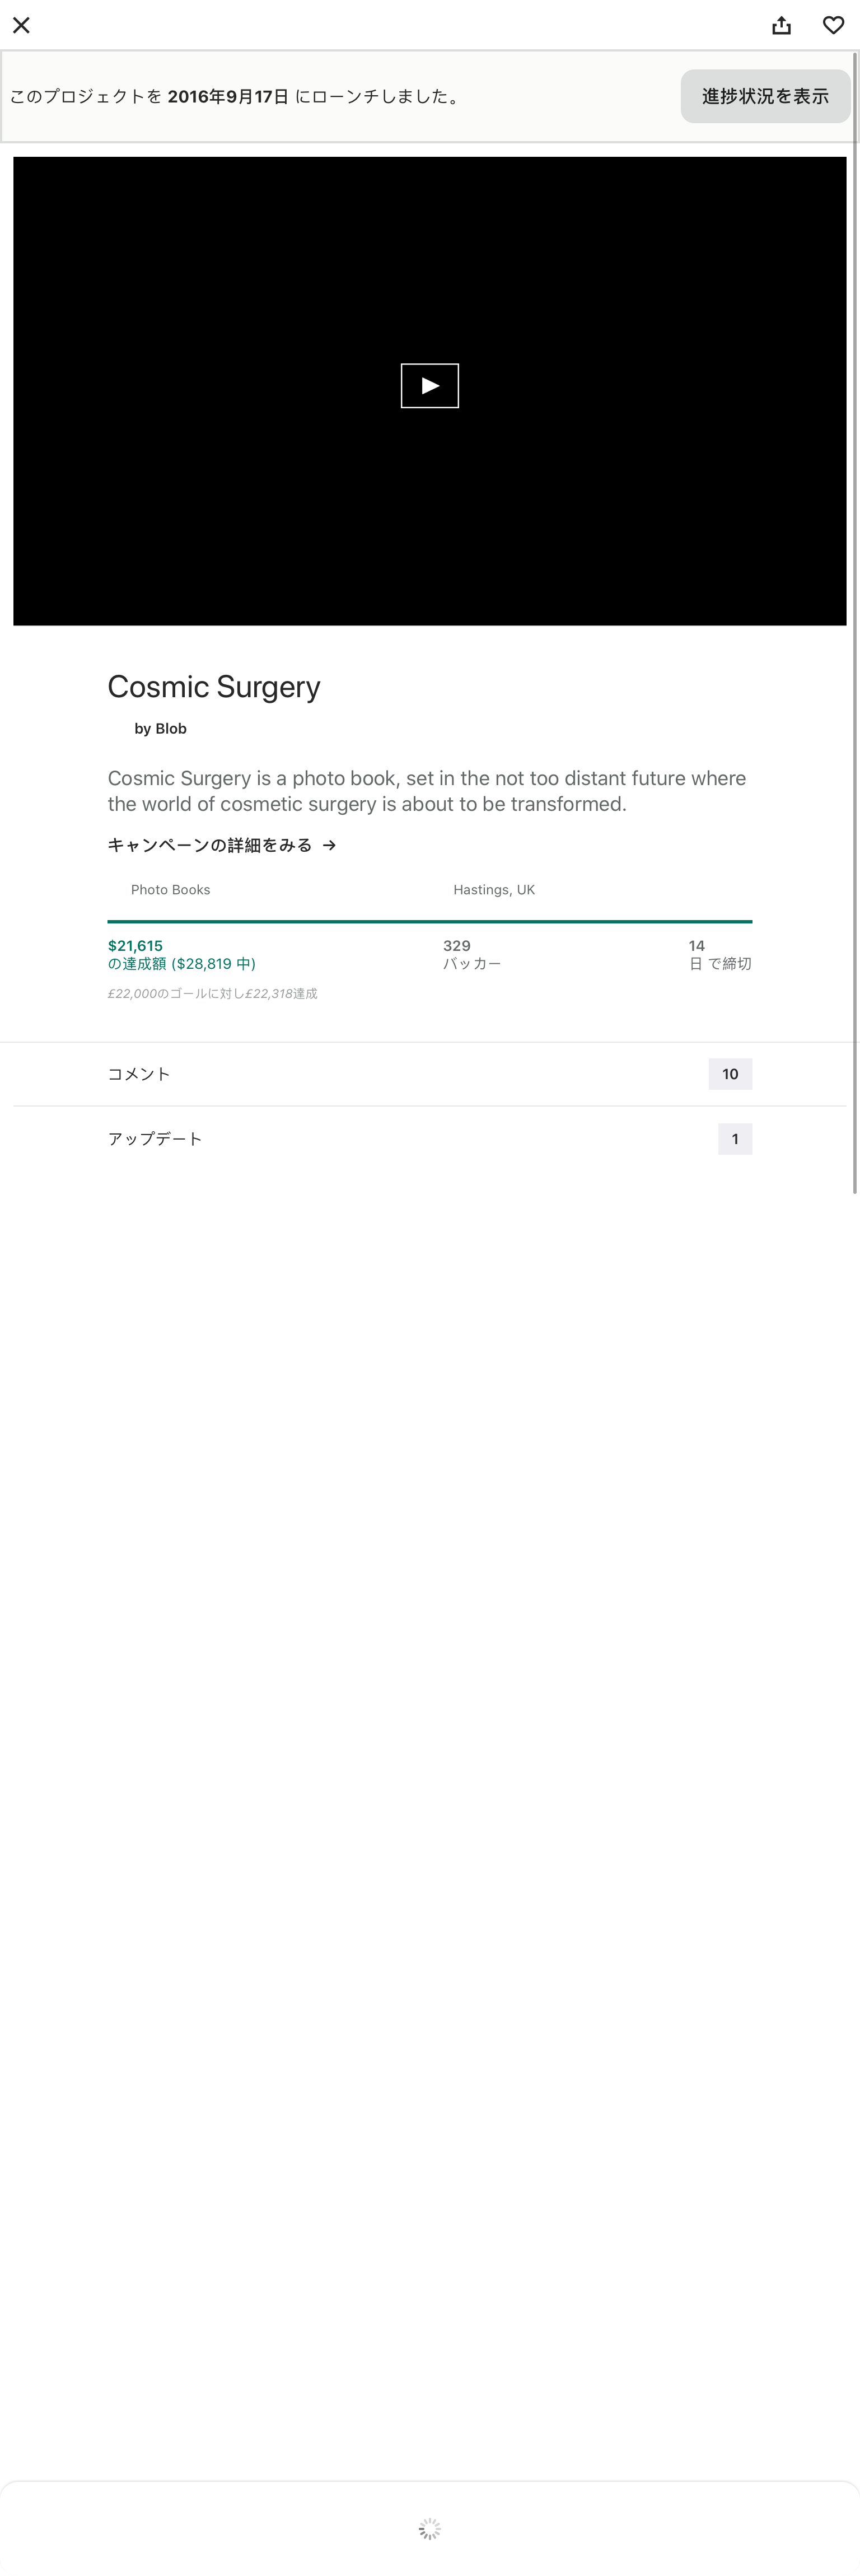 このプロジェクトを 2016年9月17日 にローンチしました。
進捗状況を表示
Cosmic Surgery
by Blob
Cosmic Surgery is a photo book, set in the not too distant future where
the world of cosmetic surgery is about to be transformed.
キャンペーンの詳細をみる →
Photo Books
Hastings, UK
$21,615
の達成額 ($28,819 中)
329
バッカー
14
日 で締切
£22,000のゴールに対し£22,318達成
コメント
10
アップデート
1